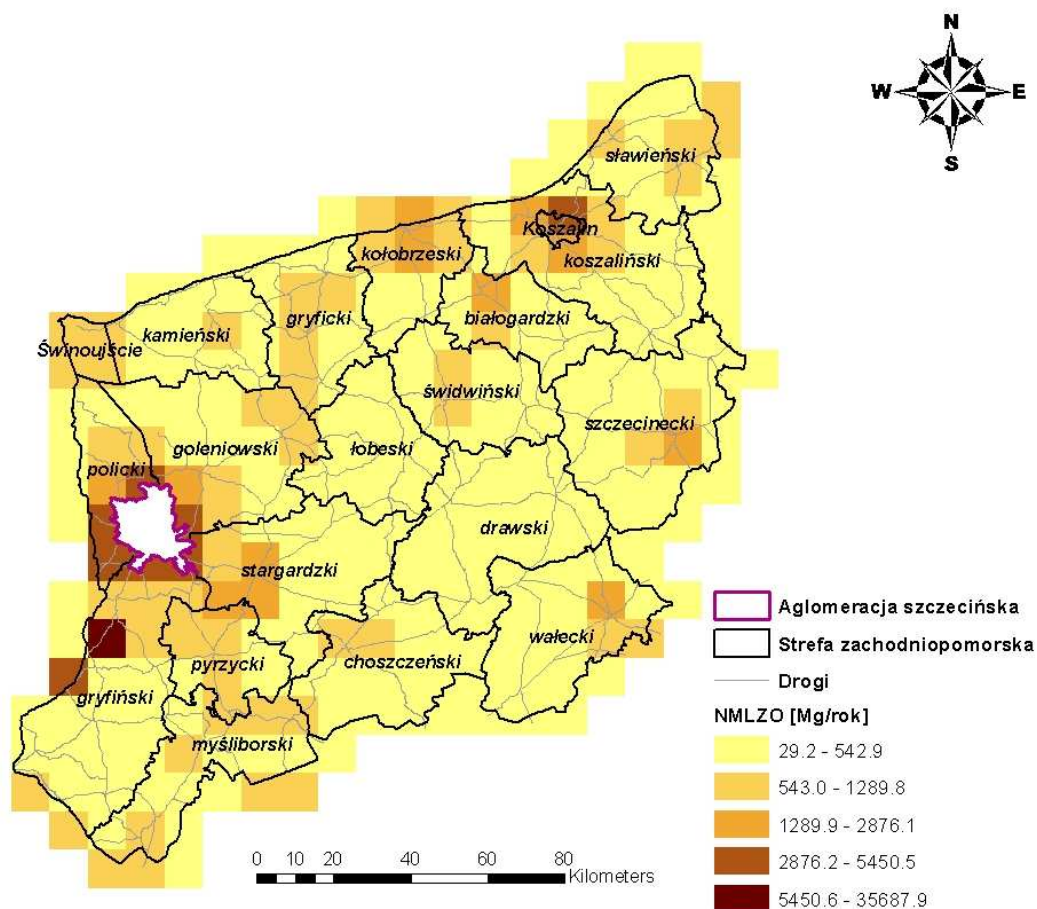 N
W E
S
sławieński
Koszalin
kołobrzeski
koszaliński
gryficki
białogardzki
kamieński
Świnoujście
świdwiński
szczecinecki
goleniowski
łobeski
policki
drawski
stargardzki
wałecki
choszczeński
pyrzycki
gryfiński
myśliborski
Aglomeracja szczecińska
Strefa zachodniopomorska
Drogi
NMLZO [Mg/rok]
29.2 - 542.9
543.0 - 1289.8
1289.9 - 2876.1
2876.2 - 5450.5
5450.6 - 35687.9
0 10 20 40 60 80
Kilometers